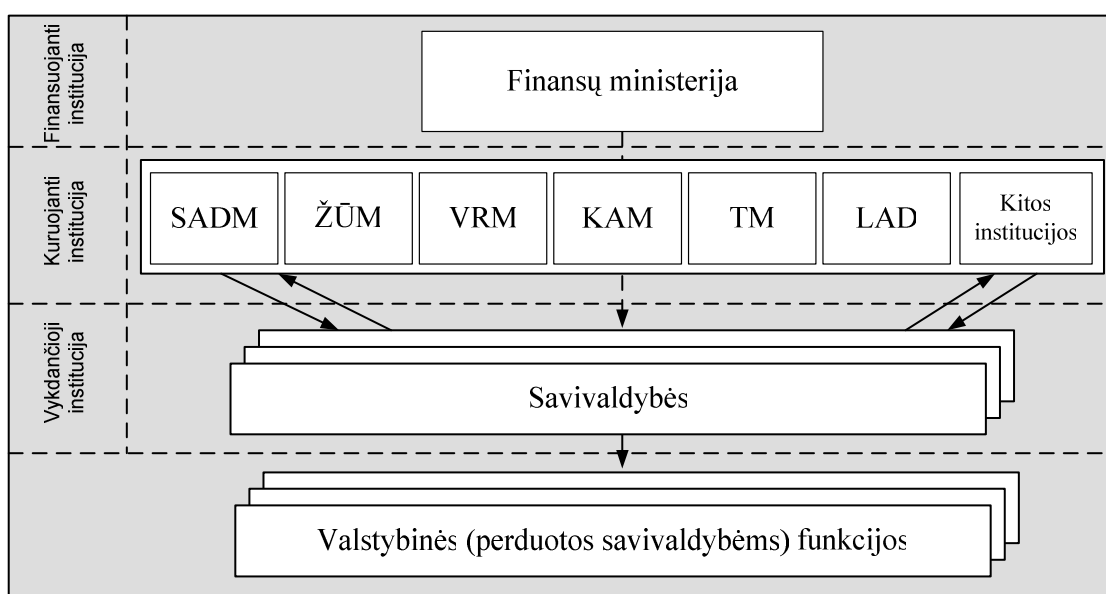 Finansuojanti
institucija
Finansų ministerija
Kuruojanti
institucija
SADM
ŽŪM
VRM
KAM
TM
LAD
Kitos
institucijos
Vykdančioji
institucija
Savivaldybės
Valstybinės (perduotos savivaldybėms) funkcijos